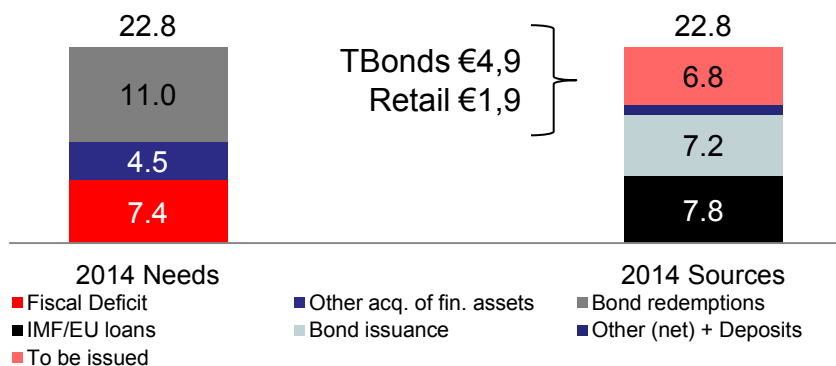 22.8
22.8
TBonds €4,9
Retail €1,9
11.0
4.5
7.4
6.8
7.2
7.8
2014 Needs
2014 Sources
Fiscal Deficit
Other acq. of fin. assets
Bond redemptions
IMF/EU loans
Bond issuance
Other (net) + Deposits
To be issued